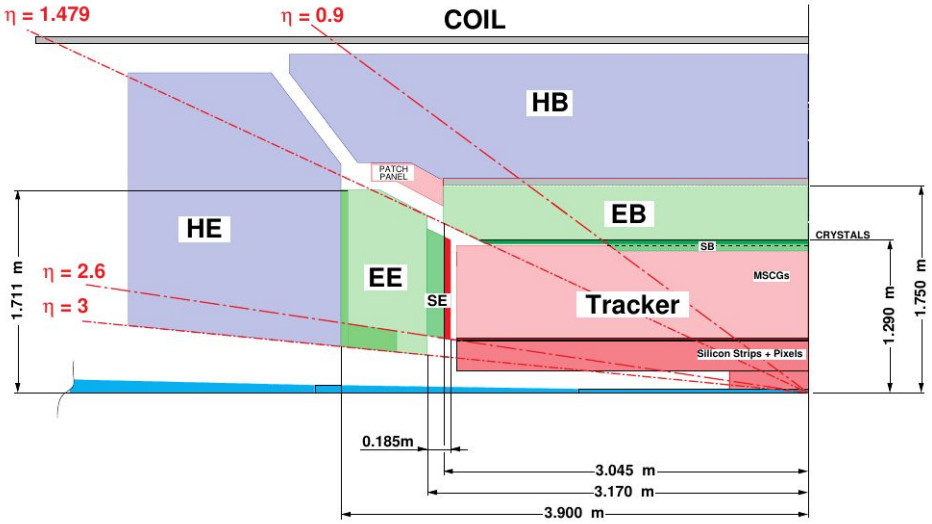 η = 1.479
η = 0.9
COIL
HB
PATCH
PANEL
HE
EB
CRYSTALS
SB
EE
SE
MSCGs
η = 2.6
η = 3
Tracker
Silicon Strips + Pixels
1.711 m
1.290 m
1.750 m
0.185m
3.045 m
3.170 m
3.900 m